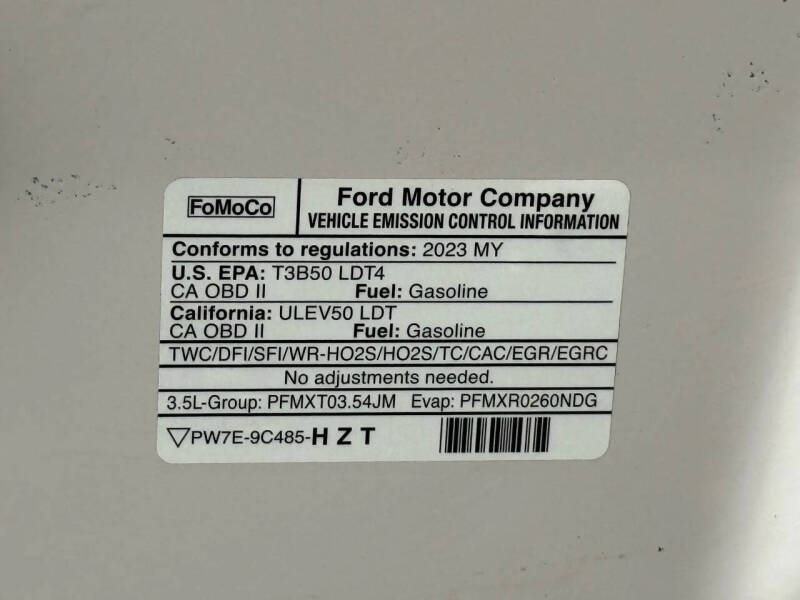 FoMoCo
Ford Motor Company
VEHICLE EMISSION CONTROL INFORMATION
Conforms to regulations: 2023 MY
U.S. EPA: T3B50 LDT4
CA OBD II Fuel: Gasoline
California: ULEV50 LDT
CA OBD II Fuel: Gasoline
TWC/DFI/SFI/WR-HO2S/HO2S/TC/CAC/EGR/EGRC
No adjustments needed.
3.5L-Group: PFMXT03.54JM Evap: PFMXR0260NDG
▽PW7E-9C485-H Z T